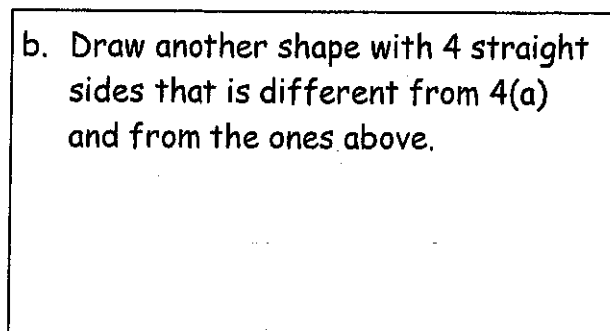 b. Draw another shape with 4 straight
sides that is different from 4(a)
and from the ones above.